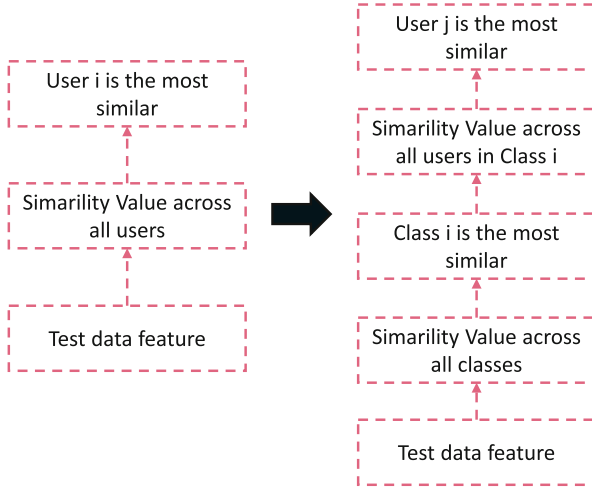 User i is the most
similar
Simarility Value across
all users
Test data feature
User j is the most
similar
Simarility Value across
all users in Class i
Class i is the most
similar
Simarility Value across
all classes
Test data feature